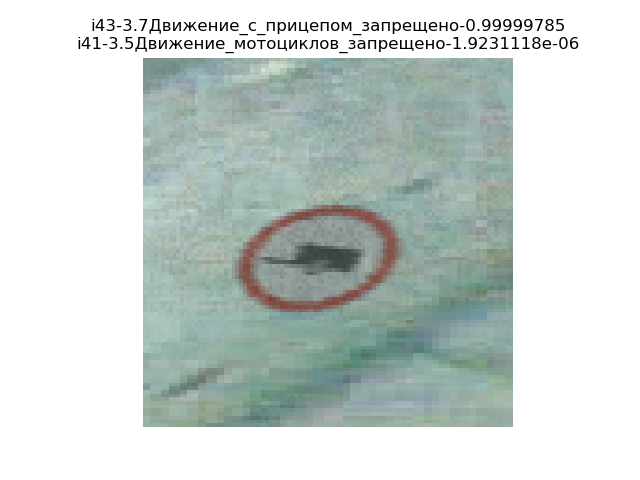 i43-3.7Движение_с_прицепом_запрещено-0.99999785
i41-3.5Движение_мотоциклов_запрещено-1.9231118e-06